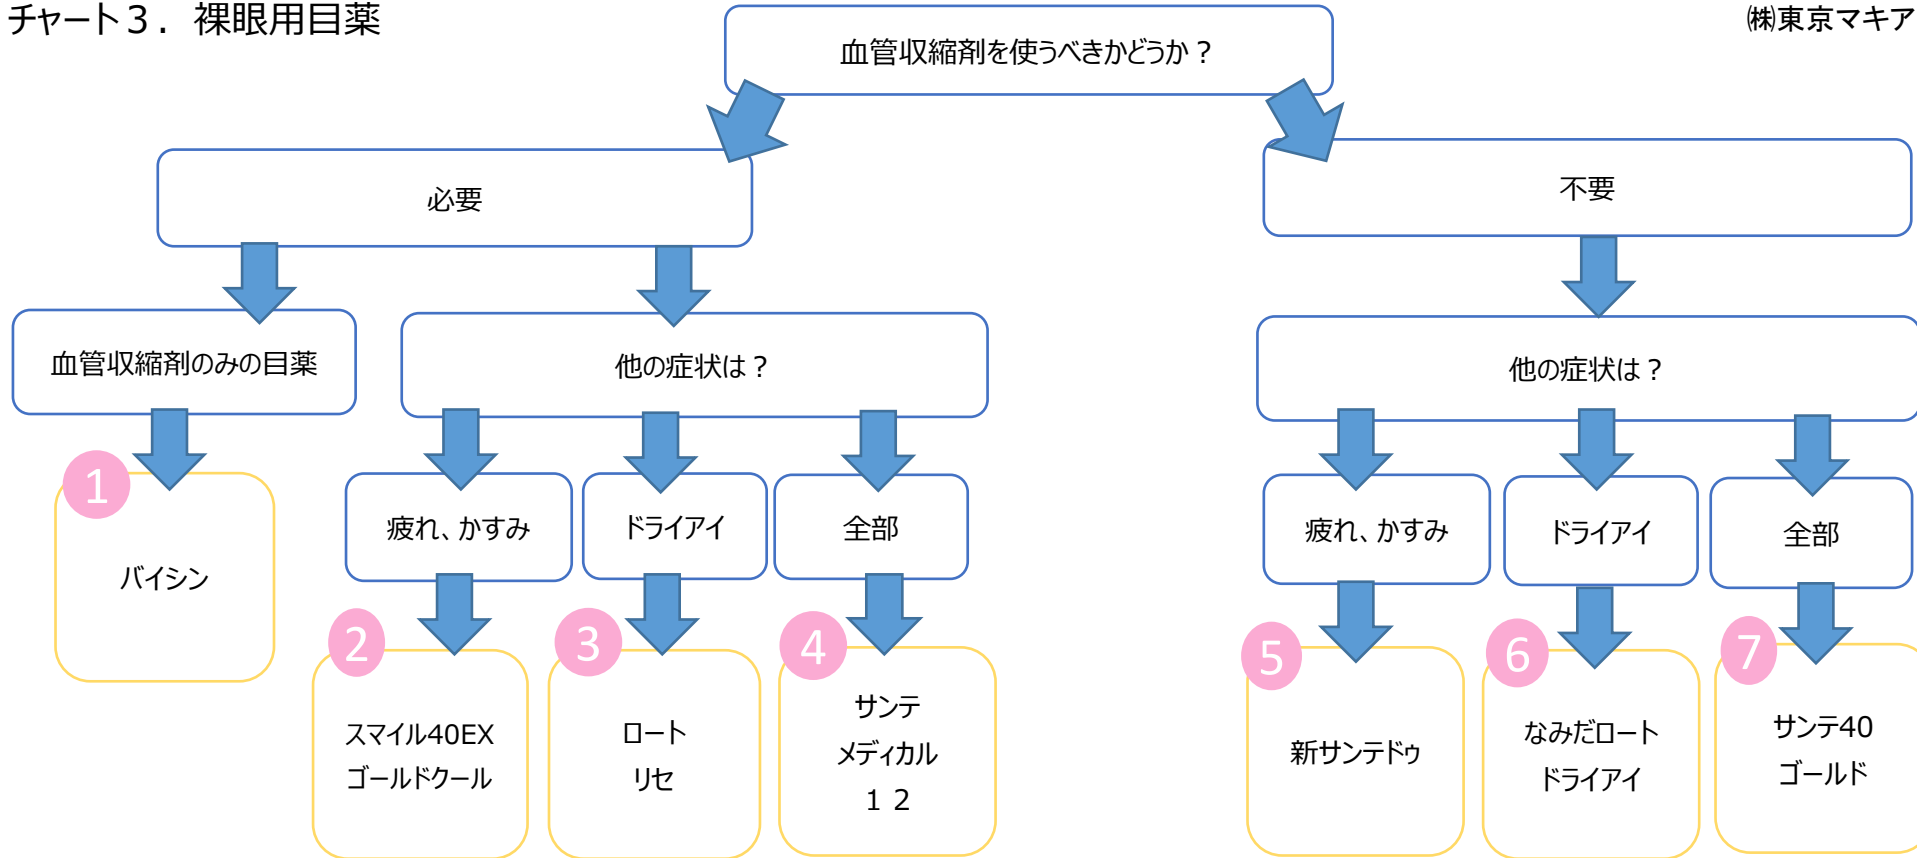 チャート３．裸眼用目薬
㈱東京マキア
血管収縮剤を使うべきかどうか？
必要
不要
血管収縮剤のみの目薬
他の症状は？
他の症状は？
1
疲れ、かすみ
ドライアイ
全部
疲れ、かすみ
ドライアイ
全部
バイシン
2
3
4
5
6
7
スマイル40EX
ゴールドクール
ロート
リセ
サンテ
メディカル
１２
新サンテドゥ
なみだロート
ドライアイ
サンテ40
ゴールド